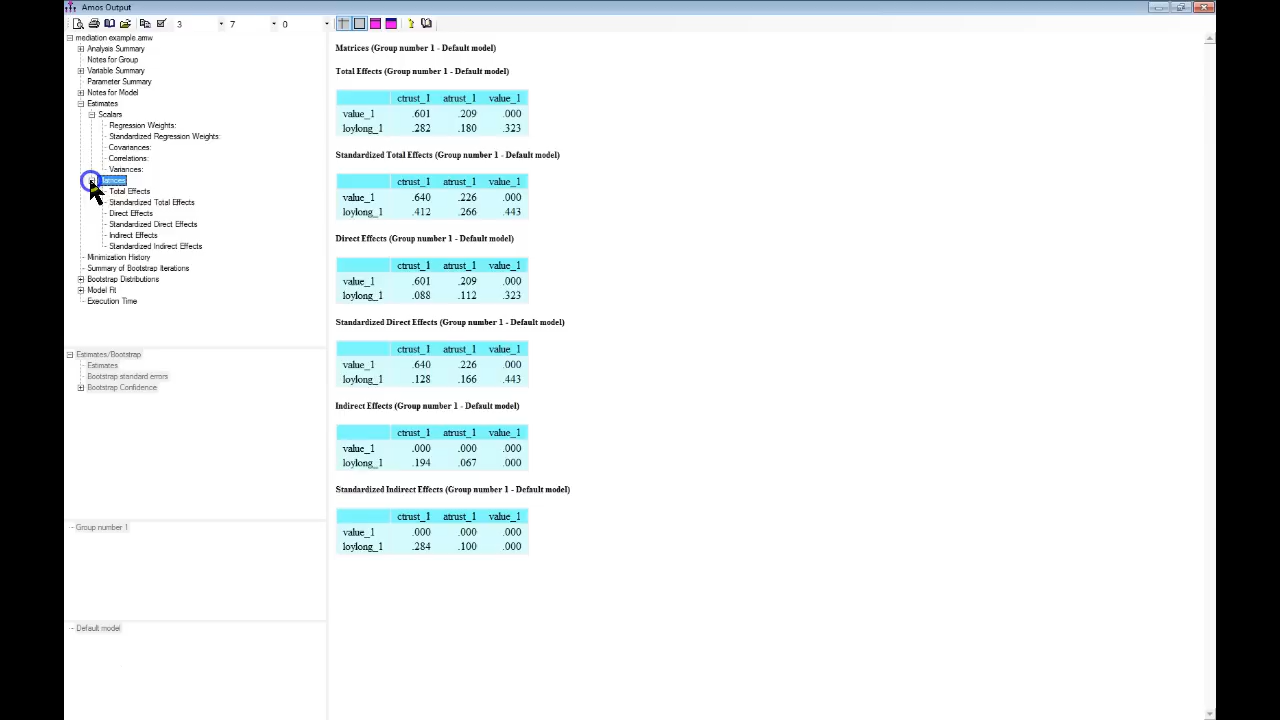 Amos Output
3 7 0
mediation example.amw
Analysis Summary
Notes for Group
Variable Summary
Parameter Summary
Notes for Model
Estimates
Scalars
Regression Weights:
Standardized Regression Weights:
Covariances:
Correlations:
Variances:
Matrices
Total Effects
Standardized Total Effects
Direct Effects
Standardized Direct Effects
Indirect Effects
Standardized Indirect Effects
Minimization History
Summary of Bootstrap Iterations
Bootstrap Distributions
Model Fit
Execution Time
Estimates/Bootstrap
Estimates
Bootstrap standard errors
Bootstrap Confidence
Group number 1
Default model
Matrices (Group number 1 - Default model)
Total Effects (Group number 1 - Default model)
ctrust_1 atrust_1 value_1
value_1 .601 .209 .000
loylong_1 .282 .180 .323
Standardized Total Effects (Group number 1 - Default model)
ctrust_1 atrust_1 value_1
value_1 .640 .226 .000
loylong_1 .412 .266 .443
Direct Effects (Group number 1 - Default model)
ctrust_1 atrust_1 value_1
value_1 .601 .209 .000
loylong_1 .088 .112 .323
Standardized Direct Effects (Group number 1 - Default model)
ctrust_1 atrust_1 value_1
value_1 .640 .226 .000
loylong_1 .128 .166 .443
Indirect Effects (Group number 1 - Default model)
ctrust_1 atrust_1 value_1
value_1 .000 .000 .000
loylong_1 .194 .067 .000
Standardized Indirect Effects (Group number 1 - Default model)
ctrust_1 atrust_1 value_1
value_1 .000 .000 .000
loylong_1 .284 .100 .000